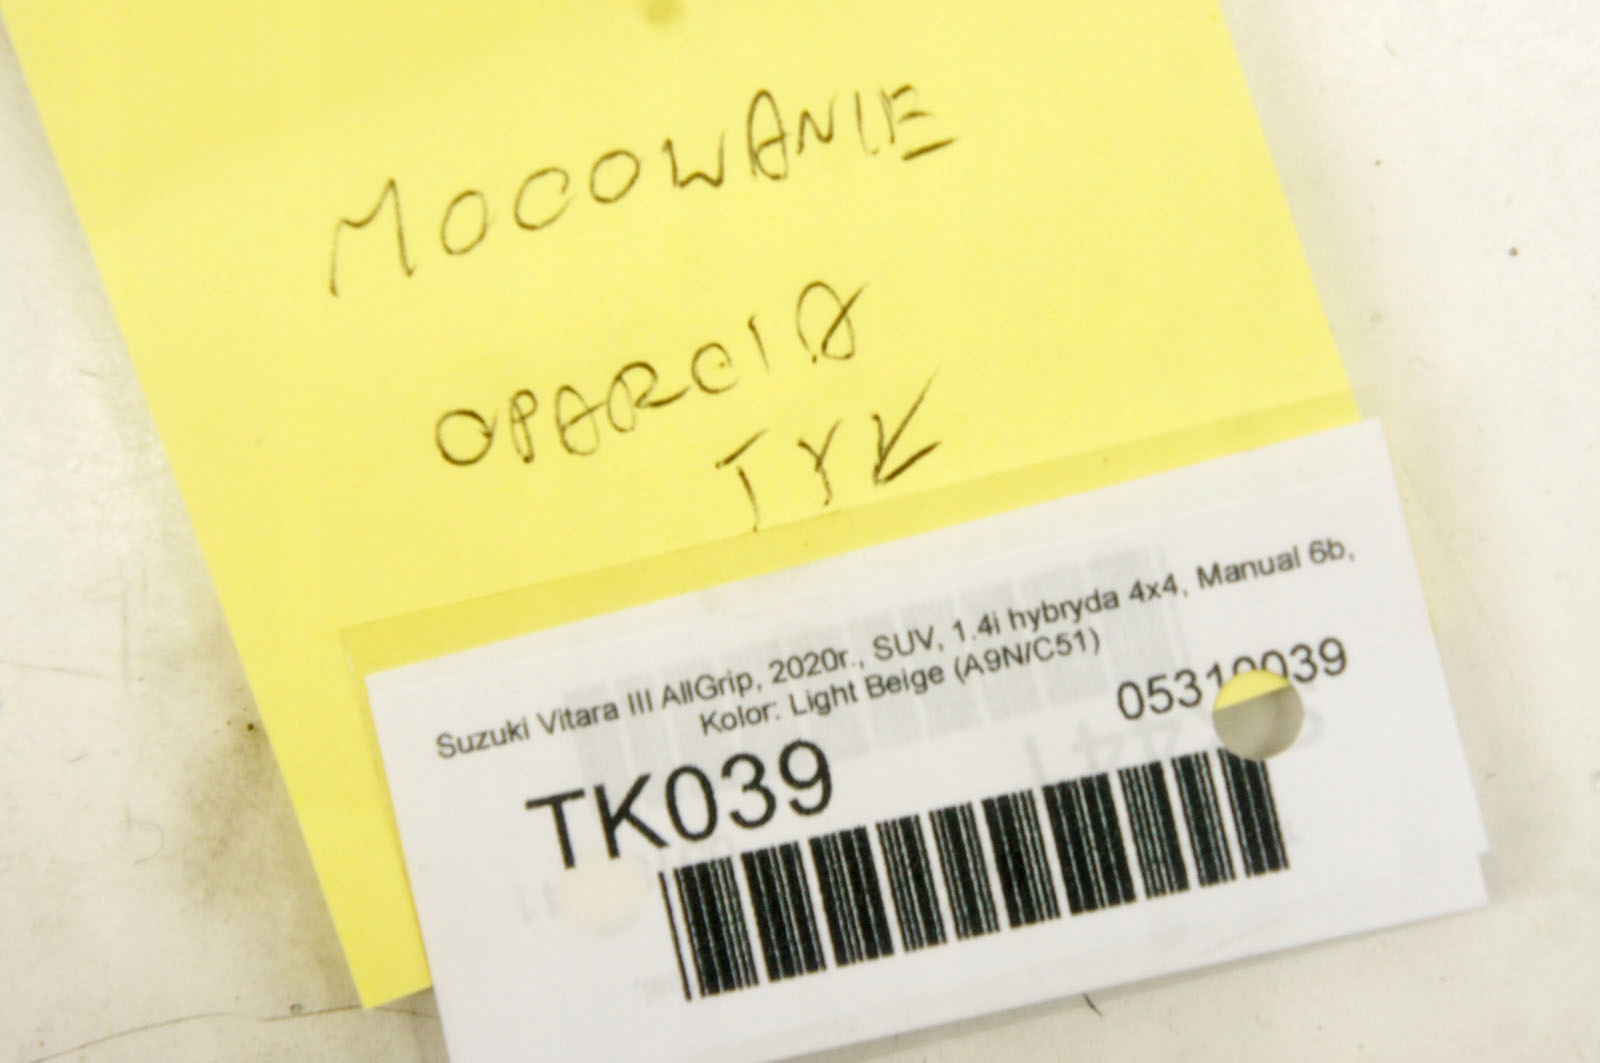 MOCOWANIE
OPARCIA
TYŁ
Suzuki Vitara III AllGrip, 2020r., SUV, 1.4i hybryda 4x4, Manual 6b,
Kolor: Light Beige (A9N/C51)
05310039
TK039